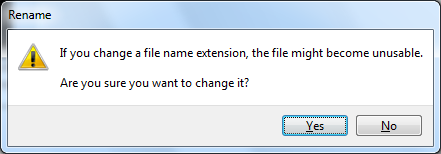 Rename
If you change a file name extension, the file might become unusable.
Are you sure you want to change it?
Yes No